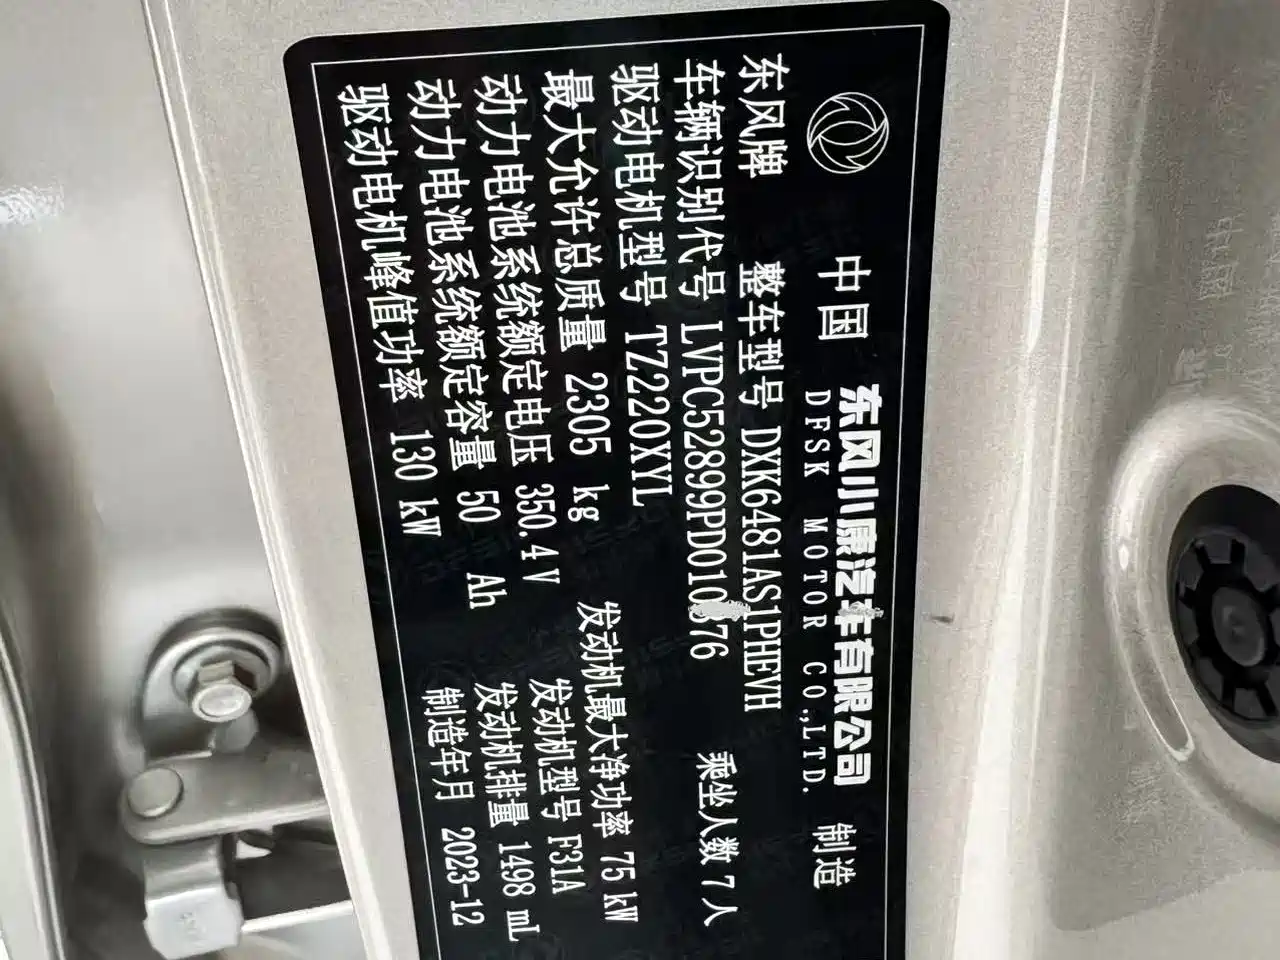 中国 东风小康汽车有限公司 制造
DFSK MOTOR CO.,LTD.
东风牌 整车型号 DXK6481AS1PHEVH
车辆识别代号 LVPC52899PD010376 乘坐人数 7 人
驱动电机型号 TZ220XYL
最大允许总质量 2305 kg 发动机最大净功率 75 kW
动力电池系统额定电压 350.4 V 发动机型号 F31A
动力电池系统额定容量 50 Ah 发动机排量 1498 mL
驱动电机峰值功率 130 kW 制造年月 2023-12